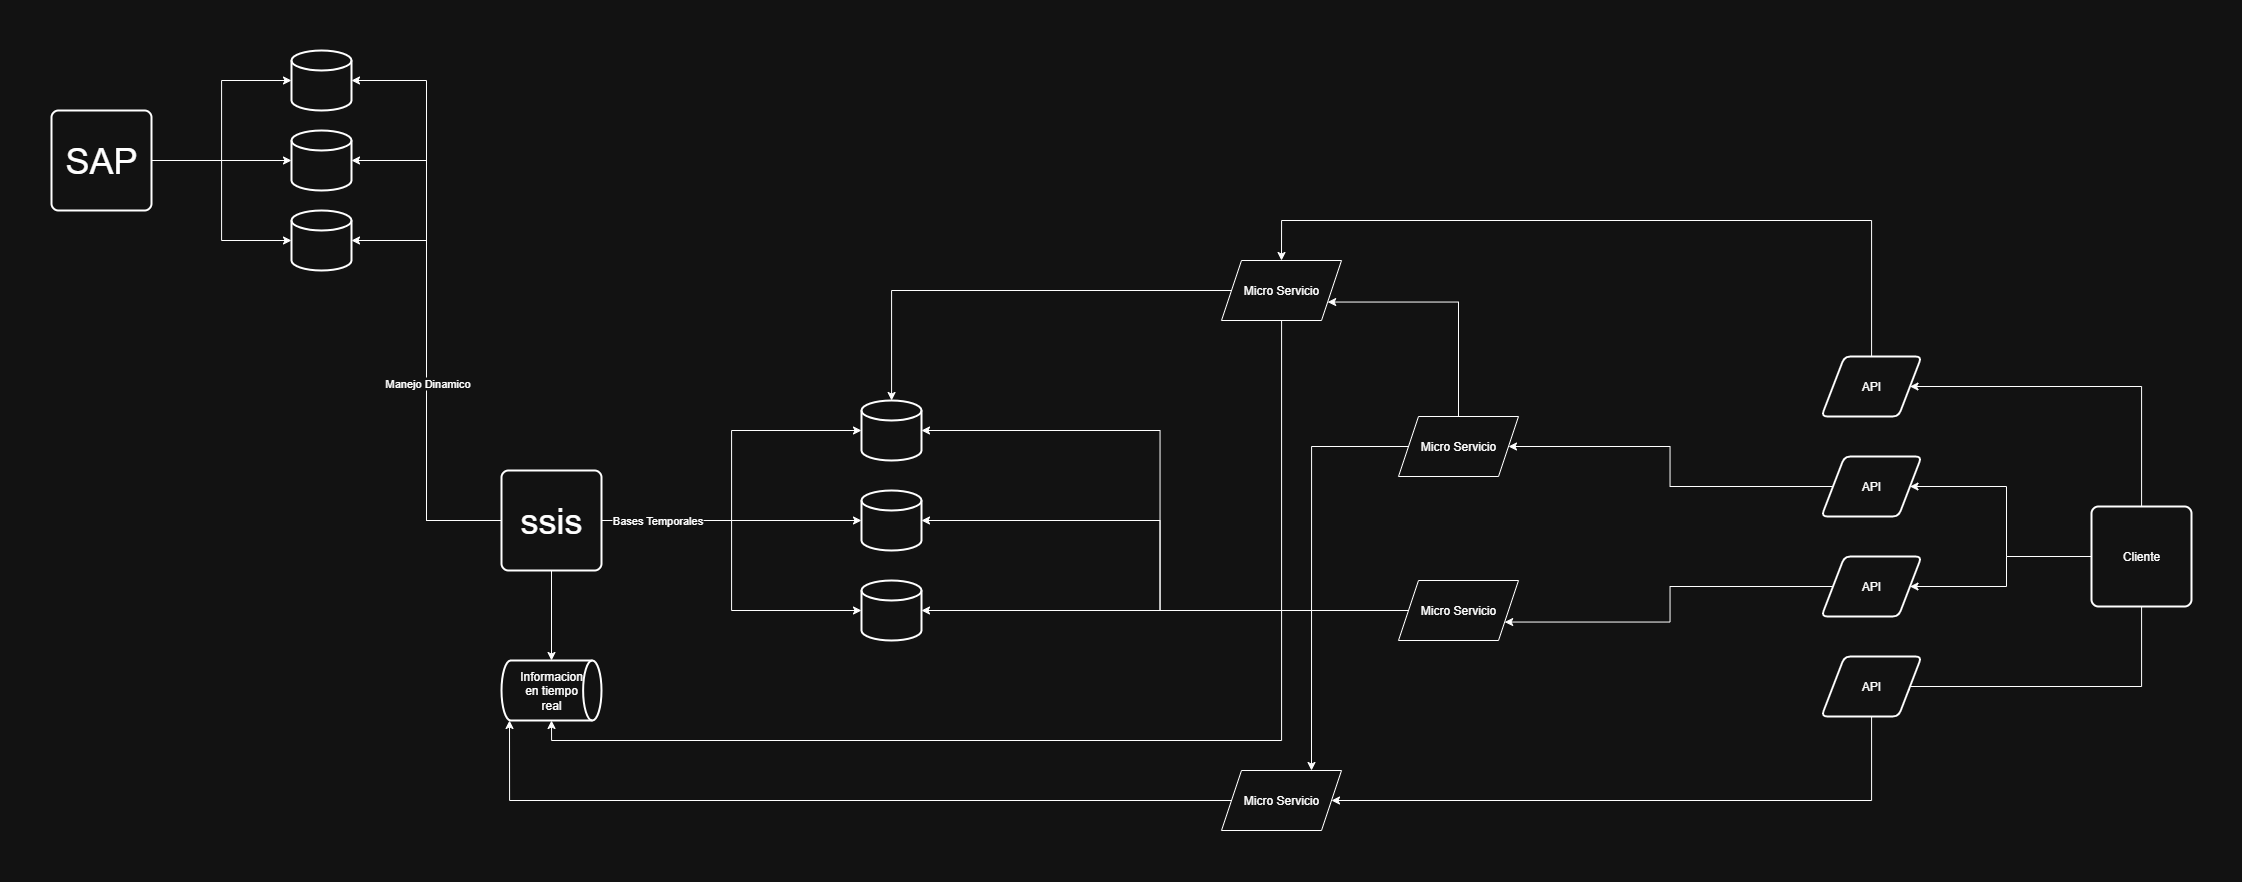 SAP
Manejo Dinamico
ssis
Bases Temporales
Informacion
en tiempo
real
Micro Servicio
Micro Servicio
Micro Servicio
Micro Servicio
API
API
API
API
Cliente